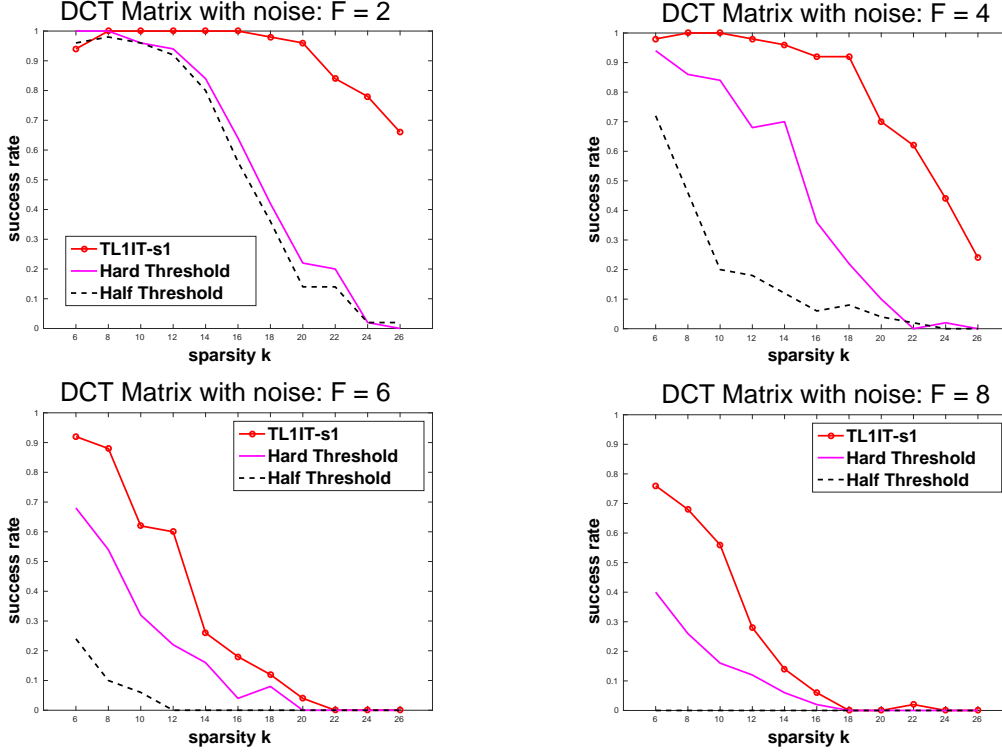 DCT Matrix with noise: F = 2
1
0.9
0.8
0.7
0.6
0.5
0.4
0.3
0.2
0.1
0
success rate
TL1IT-s1
Hard Threshold
Half Threshold
6 8 10 12 14 16 18 20 22 24 26
sparsity k
DCT Matrix with noise: F = 4
1
0.9
0.8
0.7
0.6
0.5
0.4
0.3
0.2
0.1
0
success rate
6 8 10 12 14 16 18 20 22 24 26
sparsity k
DCT Matrix with noise: F = 6
1
0.9
0.8
0.7
0.6
0.5
0.4
0.3
0.2
0.1
0
success rate
TL1IT-s1
Hard Threshold
Half Threshold
6 8 10 12 14 16 18 20 22 24 26
sparsity k
DCT Matrix with noise: F = 8
1
0.9
0.8
0.7
0.6
0.5
0.4
0.3
0.2
0.1
0
success rate
TL1IT-s1
Hard Threshold
Half Threshold
6 8 10 12 14 16 18 20 22 24 26
sparsity k